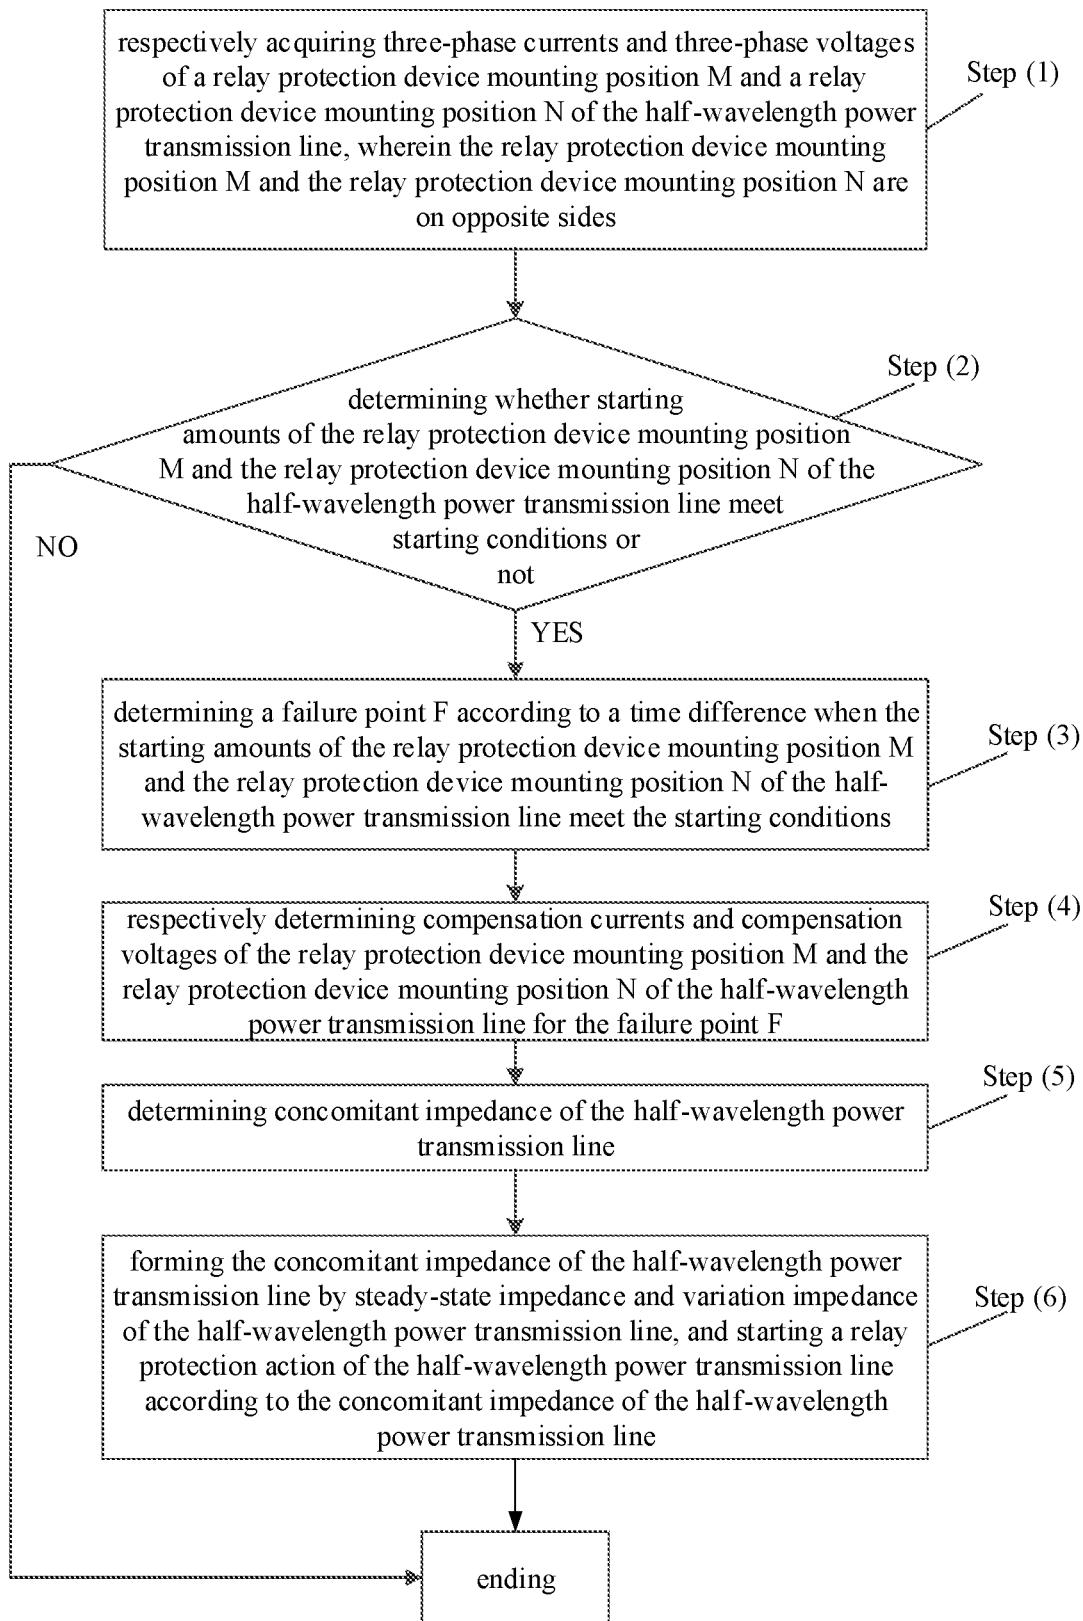 respectively acquiring three-phase currents and three-phase voltages
of a relay protection device mounting position M and a relay
protection device mounting position N of the half-wavelength power
transmission line, wherein the relay protection device mounting
position M and the relay protection device mounting position N are
on opposite sides
Step (1)
Step (2)
determining whether starting
amounts of the relay protection device mounting position
M and the relay protection device mounting position N of the
half-wavelength power transmission line meet
starting conditions or
not
NO
YES
determining a failure point F according to a time difference when the
starting amounts of the relay protection device mounting position M
and the relay protection device mounting position N of the half-
wavelength power transmission line meet the starting conditions
Step (3)
respectively determining compensation currents and compensation
voltages of the relay protection device mounting position M and the
relay protection device mounting position N of the half-wavelength
power transmission line for the failure point F
Step (4)
determining concomitant impedance of the half-wavelength power
transmission line
Step (5)
forming the concomitant impedance of the half-wavelength power
transmission line by steady-state impedance and variation impedance
of the half-wavelength power transmission line, and starting a relay
protection action of the half-wavelength power transmission line
according to the concomitant impedance of the half-wavelength
power transmission line
Step (6)
ending